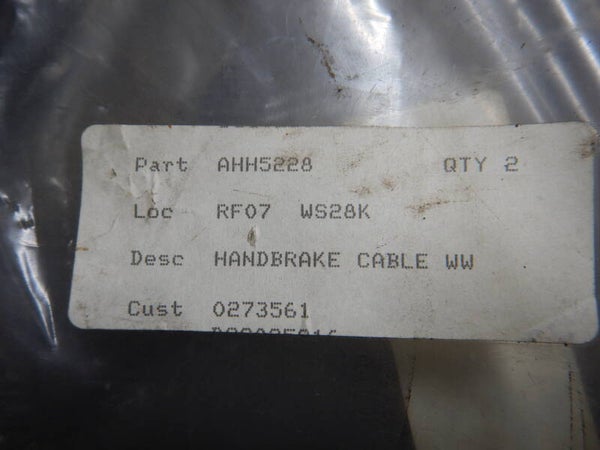 Part AHH5228 QTY 2
Loc RF07 WS28K
Desc HANDBRAKE CABLE WW
Cust 0273561